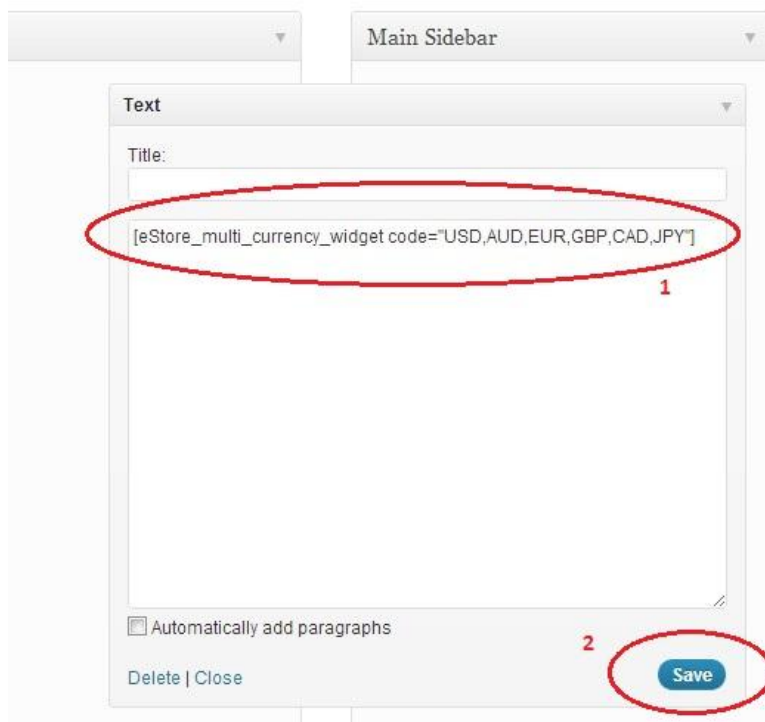 Main Sidebar
Text
Title:
[eStore_multi_currency_widget code="USD,AUD,EUR,GBP,CAD,JPY"]
1
Automatically add paragraphs
2
Delete | Close
Save